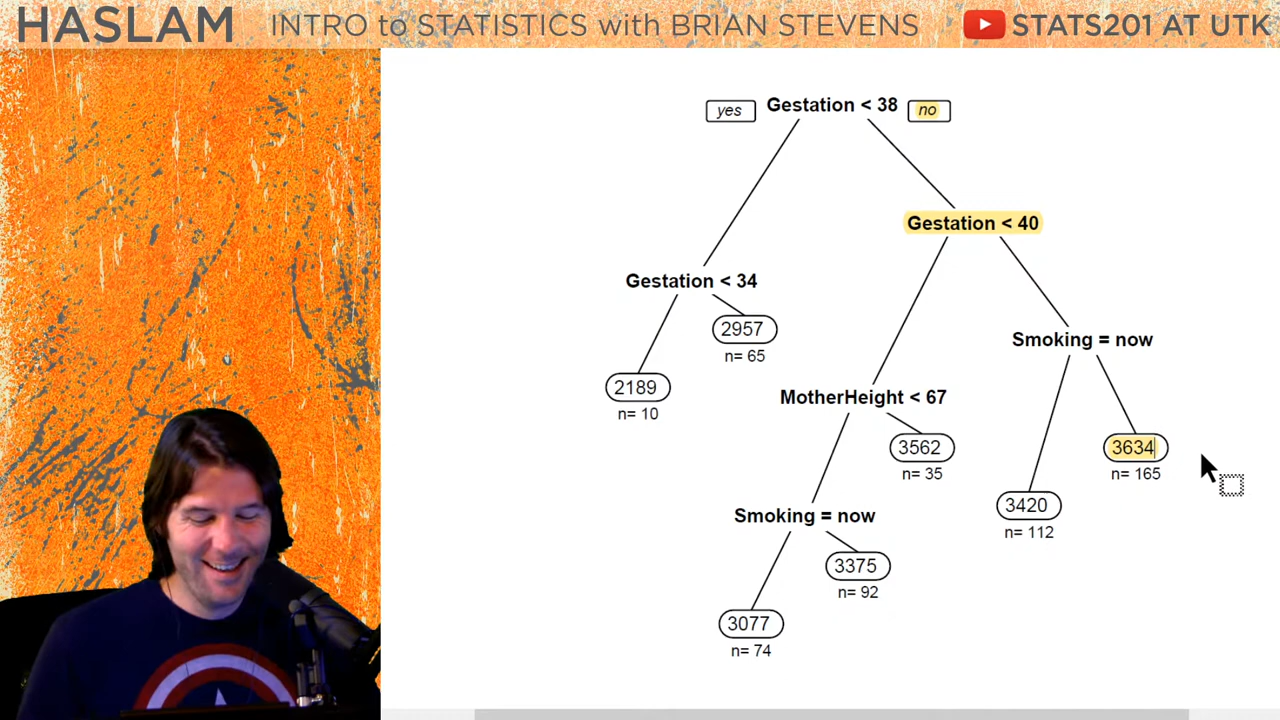 HASLAM INTRO to STATISTICS with BRIAN STEVENS STATS201 AT UTK
yes Gestation < 38 no
Gestation < 40
Gestation < 34
2957
n= 65
Smoking = now
2189
n= 10
MotherHeight < 67
3562
n= 35
3634
n= 165
3420
n= 112
Smoking = now
3375
n= 92
3077
n= 74